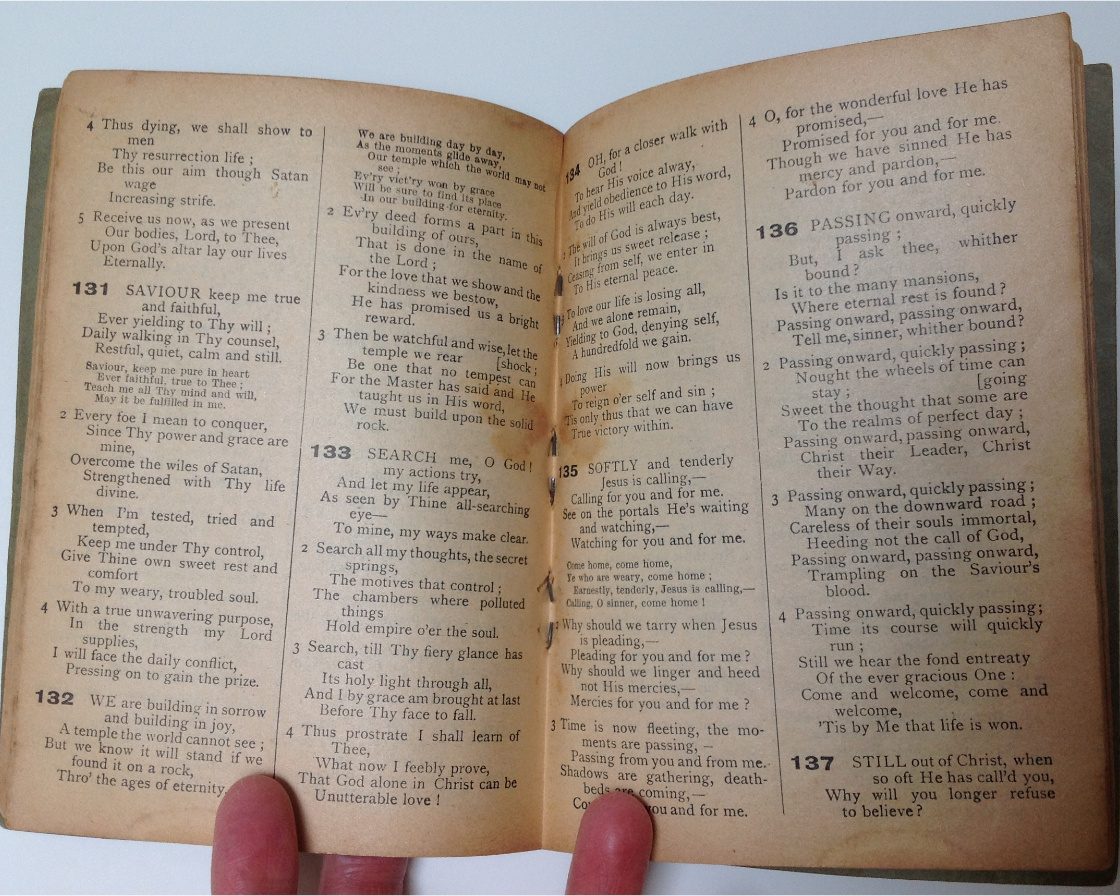 4 Thus dying, we shall show to
men
Thy resurrection life ;
Be this our aim though Satan
wage
Increasing strife.
5 Receive us now, as we present
Our bodies, Lord, to Thee,
Upon God's altar lay our lives
Eternally.
131 SAVIOUR keep me true
and faithful,
Ever yielding to Thy will ;
Daily walking in Thy counsel,
Restful, quiet, calm and still.
Saviour, keep me pure in heart
Ever faithful, true to Thee ;
Teach me all Thy mind and will,
May it be fulfilled in me.
2 Every foe I mean to conquer,
Since Thy power and grace are
mine,
Overcome the wiles of Satan,
Strengthened with Thy life
divine.
3 When I'm tested, tried and
tempted,
Keep me under Thy control,
Give Thine own sweet rest and
comfort
To my weary, troubled soul.
4 With a true unwavering purpose,
In the strength my Lord
supplies,
I will face the daily conflict,
Pressing on to gain the prize.
132 WE are building in sorrow
and building in joy,
A temple the world cannot see ;
But we know it will stand if we
found it on a rock,
Thro' the ages of eternity.
We are building day by day,
As the moments glide away,
Our temple which the world may not
see ;
Ev'ry vict'ry won by grace
Will be sure to find its place
In our building for eternity.
2 Ev'ry deed forms a part in this
building of ours,
That is done in the name of
the Lord ;
For the love that we show and the
kindness we bestow,
He has promised us a bright
reward.
3 Then be watchful and wise, let the
temple we rear [shock ;
Be one that no tempest can
For the Master has said and He
taught us in His word,
We must build upon the solid
rock.
133 SEARCH me, O God !
my actions try,
And let my life appear,
As seen by Thine all-searching
eye—
To mine, my ways make clear.
2 Search all my thoughts, the secret
springs,
The motives that control ;
The chambers where polluted
things
Hold empire o'er the soul.
3 Search, till Thy fiery glance has
cast
Its holy light through all,
And I by grace am brought at last
Before Thy face to fall.
4 Thus prostrate I shall learn of
Thee,
What now I feebly prove,
That God alone in Christ can be
Unutterable love !
134 OH, for a closer walk with
God !
To hear His voice alway,
And yield obedience to His word,
To do His will each day.
The will of God is always best,
It brings us sweet release ;
Ceasing from self, we enter in
To His eternal peace.
To love our life is losing all,
And we alone remain,
Yielding to God, denying self,
A hundredfold we gain.
Doing His will now brings us
power
To reign o'er self and sin ;
'Tis only thus that we can have
True victory within.
135 SOFTLY and tenderly
Jesus is calling,—
Calling for you and for me.
See on the portals He's waiting
and watching,—
Watching for you and for me.
Come home, come home,
Ye who are weary, come home ;
Earnestly, tenderly, Jesus is calling,—
Calling, O sinner, come home !
2 Why should we tarry when Jesus
is pleading,—
Pleading for you and for me ?
Why should we linger and heed
not His mercies,—
Mercies for you and for me ?
3 Time is now fleeting, the mo-
ments are passing, —
Passing from you and from me.
Shadows are gathering, death-
beds are coming,—
you and for me.
4 O, for the wonderful love He has
promised,—
Promised for you and for me.
Though we have sinned He has
mercy and pardon,—
Pardon for you and for me.
136 PASSING onward, quickly
passing ;
But, I ask thee, whither
bound ?
Is it to the many mansions,
Where eternal rest is found ?
Passing onward, passing onward,
Tell me, sinner, whither bound?
2 Passing onward, quickly passing ;
Nought the wheels of time can
stay ; [going
Sweet the thought that some are
To the realms of perfect day ;
Passing onward, passing onward,
Christ their Leader, Christ
their Way.
3 Passing onward, quickly passing ;
Many on the downward road ;
Careless of their souls immortal,
Heeding not the call of God,
Passing onward, passing onward,
Trampling on the Saviour's
blood.
4 Passing onward, quickly passing;
Time its course will quickly
run ;
Still we hear the fond entreaty
Of the ever gracious One :
Come and welcome, come and
welcome,
'Tis by Me that life is won.
137 STILL out of Christ, when
so oft He has call'd you,
Why will you longer refuse
to believe ?